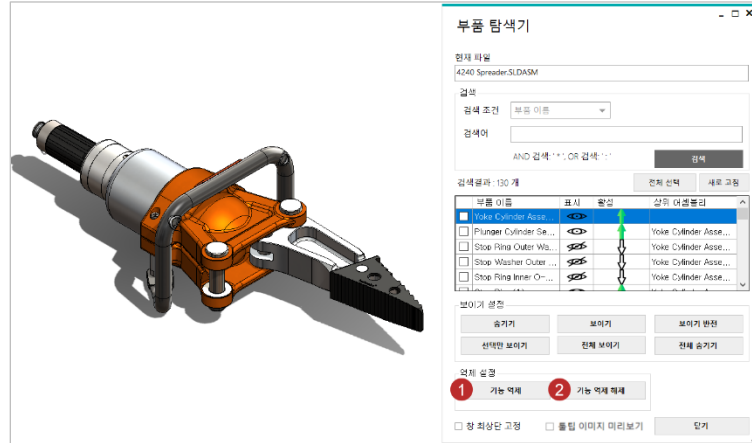 부품 탐색기
현재 파일
4240 Spreader.SLDASM
검색
검색 조건 부품 이름
검색어
AND 검색: '*', OR 검색: '-'
검색
검색결과 : 130 개
전체 선택 새로 고침
부품 이름 표시 활성 상위 어셈블리
Yoke Cylinder Asse...
Plunger Cylinder Se... Yoke Cylinder Asse...
Stop Ring Outer Wa... Yoke Cylinder Asse...
Stop Washer Outer ... Yoke Cylinder Asse...
Stop Ring Inner O-... Yoke Cylinder Asse...
보이기 설정
숨기기 보이기 보이기 반전
선택만 보이기 전체 보이기 전체 숨기기
억제 설정
1 기능 억제 2 기능 억제 해제
창 최상단 고정 툴팁 이미지 미리보기 닫기